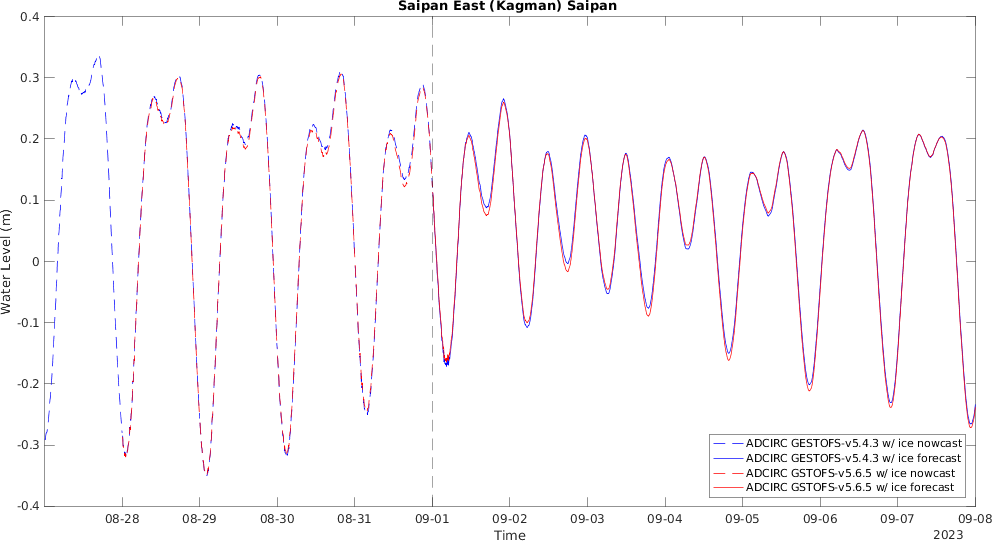 Saipan East (Kagman) Saipan
0.4
0.3
0.2
0.1
0
-0.1
-0.2
-0.3
-0.4
Water Level (m)
ADCIRC GESTOFS-v5.4.3 w/ ice nowcast
ADCIRC GESTOFS-v5.4.3 w/ ice forecast
ADCIRC GSTOFS-v5.6.5 w/ ice nowcast
ADCIRC GSTOFS-v5.6.5 w/ ice forecast
08-28 08-29 08-30 08-31 09-01 09-02 09-03 09-04 09-05 09-06 09-07 09-08
Time
2023